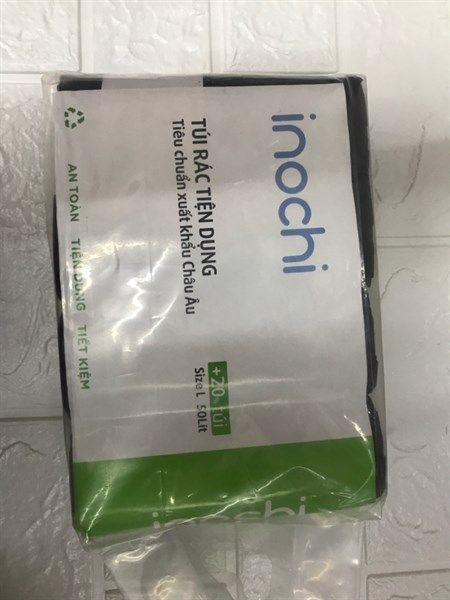 inochi
TÚI RÁC TIỆN DỤNG
Tiêu chuẩn xuất khẩu Châu Âu
+20% túi
Size L 50Lít
AN TOÀN TIỆN DỤNG TIẾT KIỆM
inochi